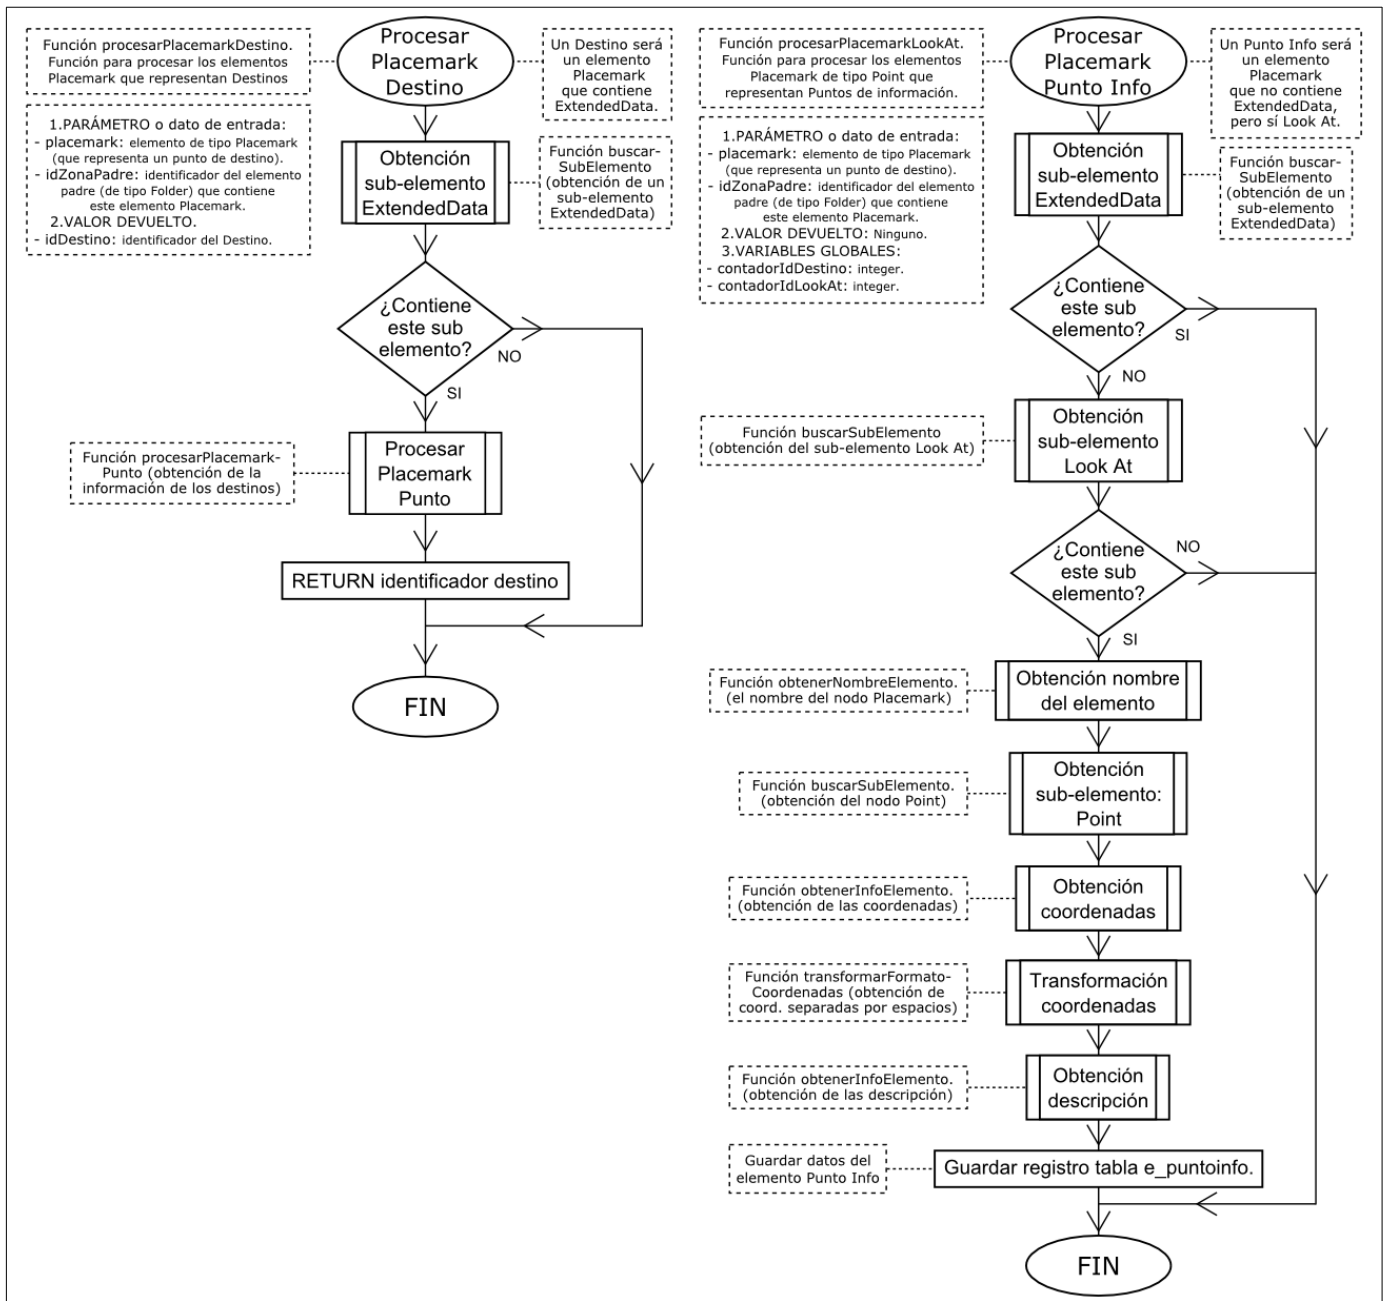 Función procesarPlacemarkDestino.
Función para procesar los elementos
Placemark que representan Destinos
Procesar
Placemark
Destino
Un Destino será
un elemento
Placemark
que contiene
ExtendedData.
1.PARÁMETRO o dato de entrada:
- placemark: elemento de tipo Placemark
(que representa un punto de destino).
- idZonaPadre: identificador del elemento
padre (de tipo Folder) que contiene
este elemento Placemark.
2.VALOR DEVUELTO.
- idDestino: identificador del Destino.
Obtención
sub-elemento
ExtendedData
Función buscar-
SubElemento
(obtención de un
sub-elemento
ExtendedData)
¿Contiene
este sub
elemento?
NO
SI
Función procesarPlacemark-
Punto (obtención de la
información de los destinos)
Procesar
Placemark
Punto
RETURN identificador destino
FIN
Función procesarPlacemarkLookAt.
Función para procesar los elementos
Placemark de tipo Point que
representan Puntos de información.
Procesar
Placemark
Punto Info
Un Punto Info será
un elemento
Placemark
que no contiene
ExtendedData,
pero sí Look At.
1.PARÁMETRO o dato de entrada:
- placemark: elemento de tipo Placemark
(que representa un punto de destino).
- idZonaPadre: identificador del elemento
padre (de tipo Folder) que contiene
este elemento Placemark.
2.VALOR DEVUELTO: Ninguno.
3.VARIABLES GLOBALES:
- contadorIdDestino: integer.
- contadorIdLookAt: integer.
Obtención
sub-elemento
ExtendedData
Función buscar-
SubElemento
(obtención de un
sub-elemento
ExtendedData)
¿Contiene
este sub
elemento?
SI
NO
Función buscarSubElemento
(obtención del sub-elemento Look At)
Obtención
sub-elemento
Look At
¿Contiene
este sub
elemento?
NO
SI
Función obtenerNombreElemento.
(el nombre del nodo Placemark)
Obtención nombre
del elemento
Función buscarSubElemento.
(obtención del nodo Point)
Obtención
sub-elemento:
Point
Función obtenerInfoElemento.
(obtención de las coordenadas)
Obtención
coordenadas
Función transformarFormato-
Coordenadas (obtención de
coord. separadas por espacios)
Transformación
coordenadas
Función obtenerInfoElemento.
(obtención de las descripción)
Obtención
descripción
Guardar datos del
elemento Punto Info
Guardar registro tabla e_puntoinfo.
FIN